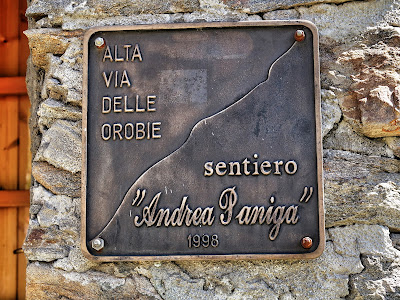 ALTA
VIA
DELLE
OROBIE
sentiero
"Andrea Paniga"
1998